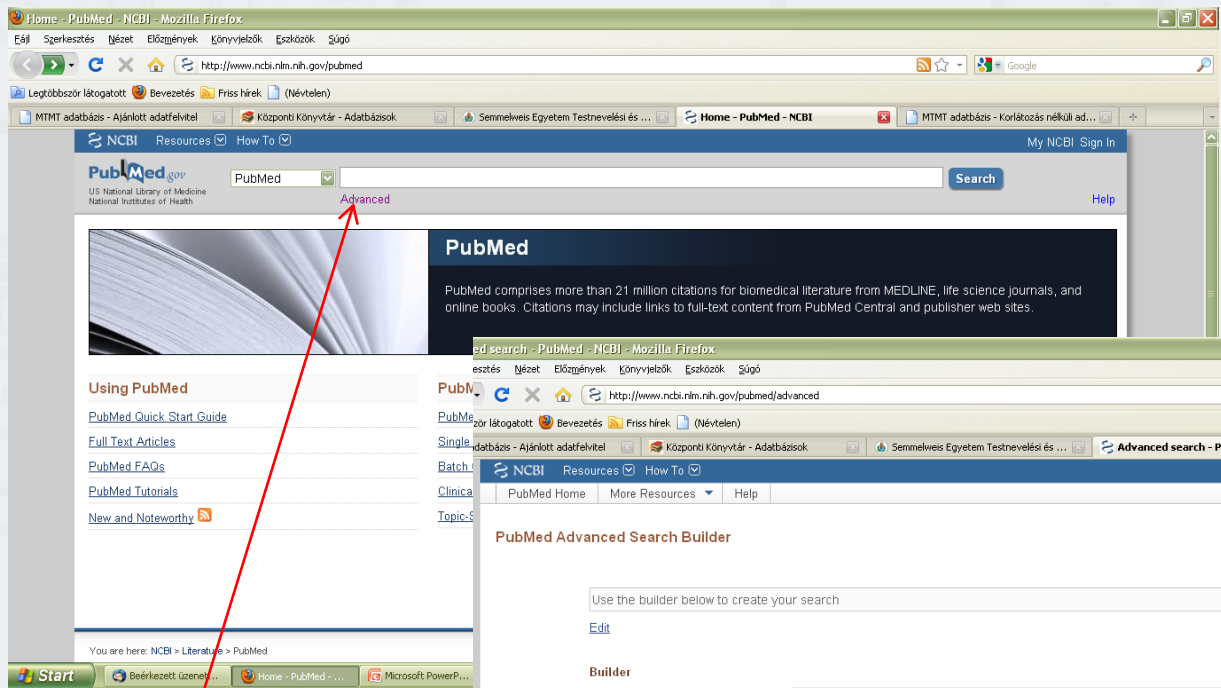 Home - PubMed - NCBI - Mozilla Firefox
Fájl Szerkesztés Nézet Előzmények Könyvjelzők Eszközök Súgó
http://www.ncbi.nlm.nih.gov/pubmed
Google
Legtöbbször látogatott Bevezetés Friss hírek (Névtelen)
MTMT adatbázis - Ajánlott adatfelvitel Központi Könyvtár - Adatbázisok Semmelweis Egyetem Testnevelési és ... Home - PubMed - NCBI MTMT adatbázis - Korlátozás nélküli ad...
NCBI Resources How To My NCBI Sign In
PubMed.gov
US National Library of Medicine
National Institutes of Health
PubMed Search
Advanced Help
PubMed
PubMed comprises more than 21 million citations for biomedical literature from MEDLINE, life science journals, and
online books. Citations may include links to full-text content from PubMed Central and publisher web sites.
Using PubMed
PubMed Quick Start Guide
Full Text Articles
PubMed FAQs
PubMed Tutorials
New and Noteworthy
PubM
PubMe
Single
Batch
Clinica
Topic-S
You are here: NCBI > Literature > PubMed
Start Beérkezett üzenet... Home - PubMed - ... Microsoft PowerP...
ed search - PubMed - NCBI - Mozilla Firefox
esztés Nézet Előzmények Könyvjelzők Eszközök Súgó
http://www.ncbi.nlm.nih.gov/pubmed/advanced
zör látogatott Bevezetés Friss hírek (Névtelen)
datbázis - Ajánlott adatfelvitel Központi Könyvtár - Adatbázisok Semmelweis Egyetem Testnevelési és ... Advanced search - P
NCBI Resources How To
PubMed Home More Resources Help
PubMed Advanced Search Builder
Use the builder below to create your search
Edit
Builder